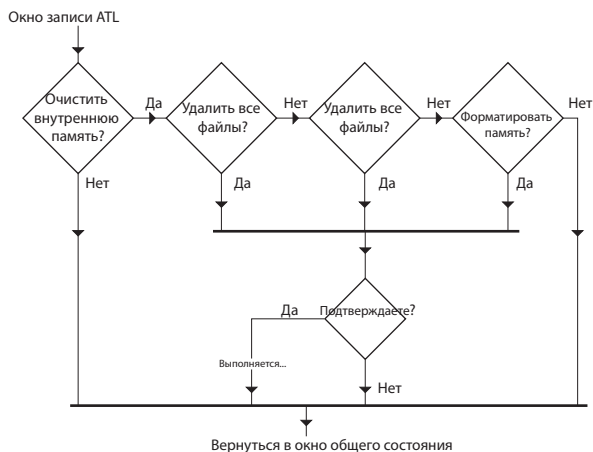 Окно записи ATL
Очистить
внутреннюю
память?
Да
Удалить все
файлы?
Нет
Удалить все
файлы?
Нет
Форматировать
память?
Нет
Нет
Да
Да
Да
Да
Подтверждаете?
Выполняется...
Нет
Вернуться в окно общего состояния